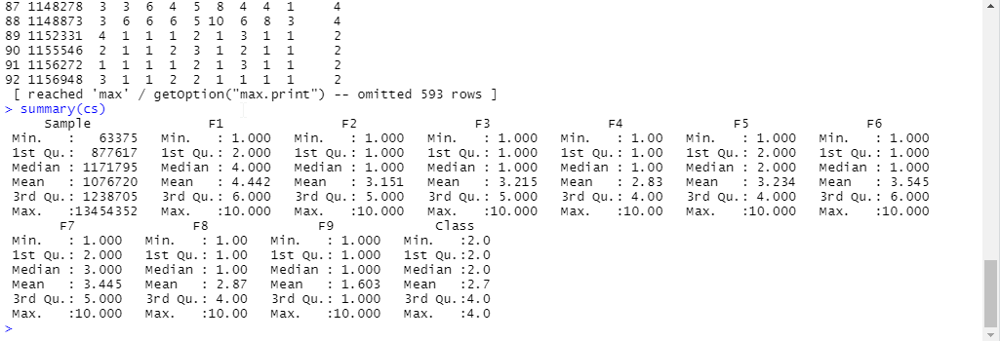 87 1148278  3  3  6  4  5  8  4  4  1     4
88 1148873  3  6  6  6  5 10  6  8  3     4
89 1152331  4  1  1  1  2  1  3  1  1     2
90 1155546  2  1  1  2  3  1  2  1  1     2
91 1156272  1  1  1  1  2  1  3  1  1     2
92 1156948  3  1  1  2  2  1  1  1  1     2
 [ reached 'max' / getOption("max.print") -- omitted 593 rows ]
> summary(cs)
     Sample               F1               F2               F3               F4              F5               F6
 Min.   :   63375   Min.   : 1.000   Min.   : 1.000   Min.   : 1.000   Min.   : 1.00   Min.   : 1.000   Min.   : 1.000
 1st Qu.:  877617   1st Qu.: 2.000   1st Qu.: 1.000   1st Qu.: 1.000   1st Qu.: 1.00   1st Qu.: 2.000   1st Qu.: 1.000
 Median : 1171795   Median : 4.000   Median : 1.000   Median : 1.000   Median : 1.00   Median : 2.000   Median : 1.000
 Mean   : 1076720   Mean   : 4.442   Mean   : 3.151   Mean   : 3.215   Mean   : 2.83   Mean   : 3.234   Mean   : 3.545
 3rd Qu.: 1238705   3rd Qu.: 6.000   3rd Qu.: 5.000   3rd Qu.: 5.000   3rd Qu.: 4.00   3rd Qu.: 4.000   3rd Qu.: 6.000
 Max.   :13454352   Max.   :10.000   Max.   :10.000   Max.   :10.000   Max.   :10.00   Max.   :10.000   Max.   :10.000
       F7               F8              F9             Class
 Min.   : 1.000   Min.   : 1.00   Min.   : 1.000   Min.   :2.0
 1st Qu.: 2.000   1st Qu.: 1.00   1st Qu.: 1.000   1st Qu.:2.0
 Median : 3.000   Median : 1.00   Median : 1.000   Median :2.0
 Mean   : 3.445   Mean   : 2.87   Mean   : 1.603   Mean   :2.7
 3rd Qu.: 5.000   3rd Qu.: 4.00   3rd Qu.: 1.000   3rd Qu.:4.0
 Max.   :10.000   Max.   :10.00   Max.   :10.000   Max.   :4.0
>